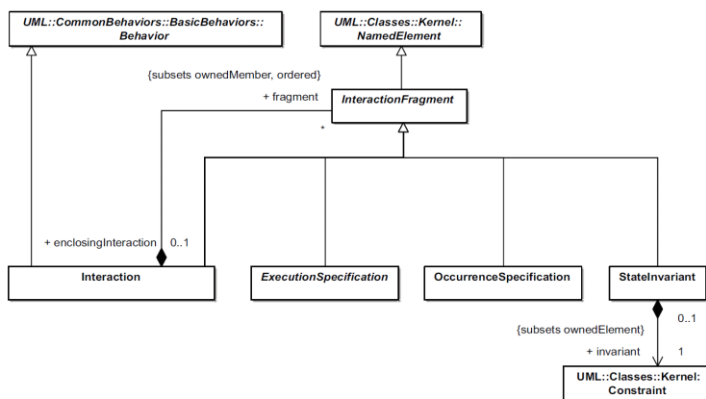 UML::CommonBehaviors::BasicBehaviors::
Behavior
UML::Classes::Kernel::
NamedElement
{subsets ownedMember, ordered}
+ fragment
InteractionFragment
*
+ enclosingInteraction
0..1
Interaction
ExecutionSpecification
OccurrenceSpecification
StateInvariant
0..1
{subsets ownedElement}
+ invariant
1
UML::Classes::Kernel:
Constraint